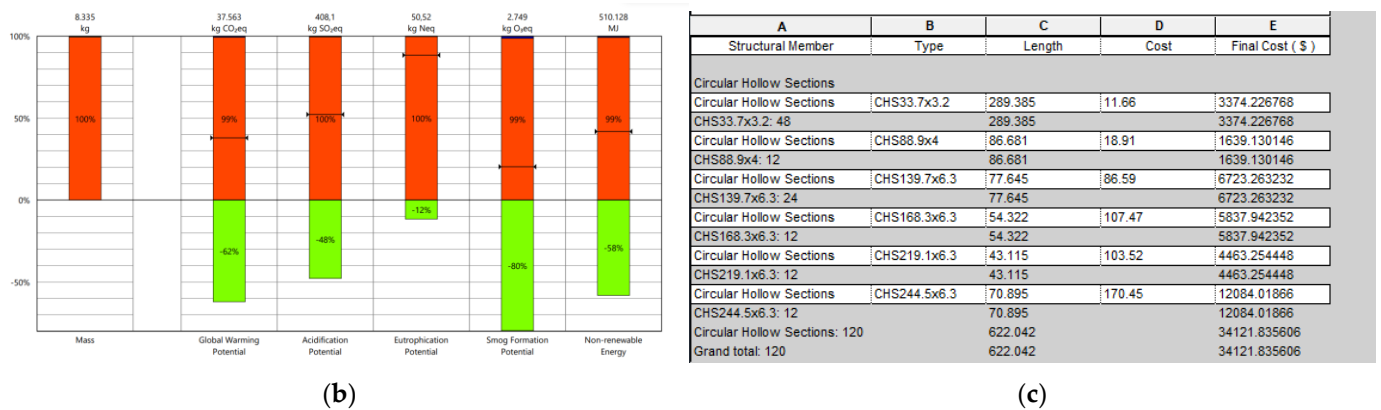 8.335
kg
37.563
kg CO₂eq
408,1
kg SO₂eq
50,52
kg Neq
2.749
kg O₃eq
510.128
MJ
100%
50%
0%
-50%
100%
99%
100%
100%
99%
99%
-62%
-48%
-12%
-80%
-58%
Mass
Global Warming
Potential
Acidification
Potential
Eutrophication
Potential
Smog Formation
Potential
Non-renewable
Energy
(b)
A B C D E
Structural Member Type Length Cost Final Cost ( $ )
Circular Hollow Sections
Circular Hollow Sections CHS33.7x3.2 289.385 11.66 3374.226768
CHS33.7x3.2: 48 289.385 3374.226768
Circular Hollow Sections CHS88.9x4 86.681 18.91 1639.130146
CHS88.9x4: 12 86.681 1639.130146
Circular Hollow Sections CHS139.7x6.3 77.645 86.59 6723.263232
CHS139.7x6.3: 24 77.645 6723.263232
Circular Hollow Sections CHS168.3x6.3 54.322 107.47 5837.942352
CHS168.3x6.3: 12 54.322 5837.942352
Circular Hollow Sections CHS219.1x6.3 43.115 103.52 4463.254448
CHS219.1x6.3: 12 43.115 4463.254448
Circular Hollow Sections CHS244.5x6.3 70.895 170.45 12084.01866
CHS244.5x6.3: 12 70.895 12084.01866
Circular Hollow Sections: 120 622.042 34121.835606
Grand total: 120 622.042 34121.835606
(c)